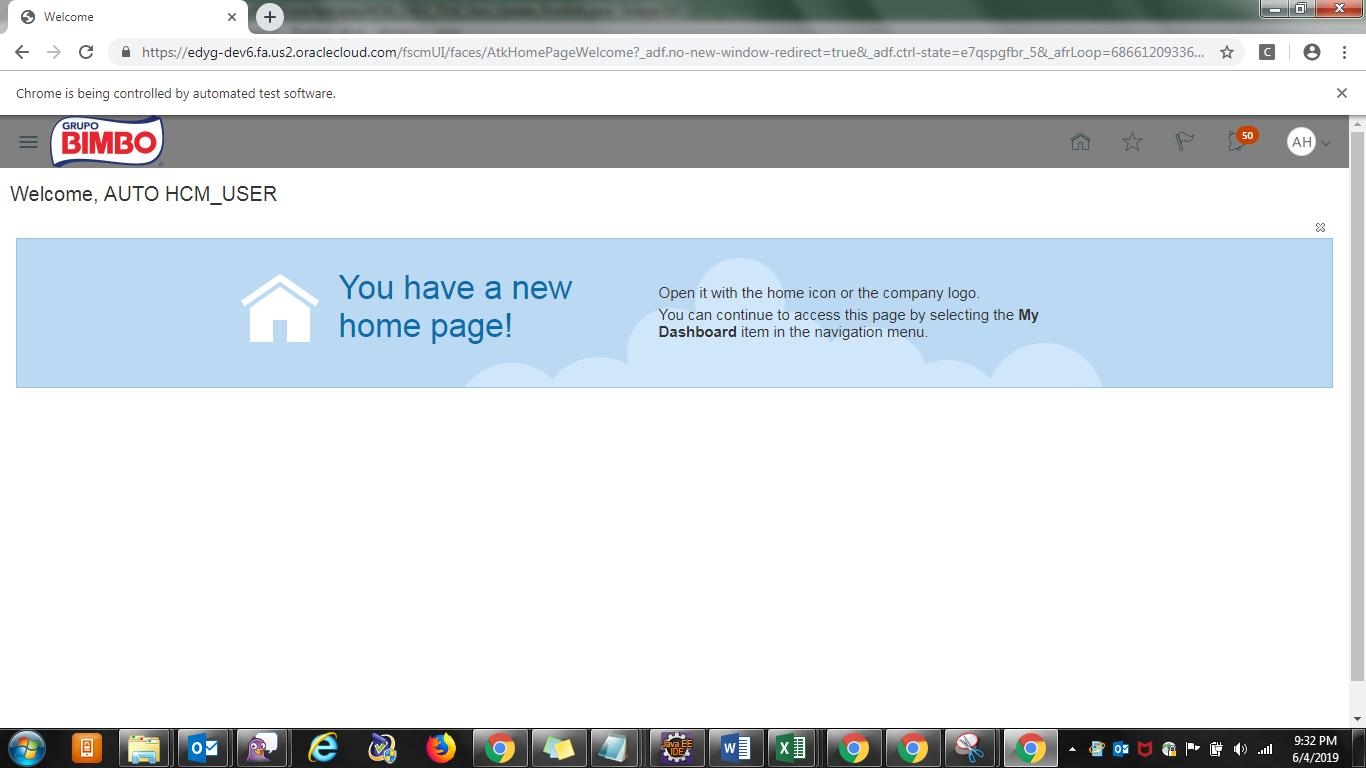 Welcome
https://edyg-dev6.fa.us2.oraclecloud.com/fscmUI/faces/AtkHomePageWelcome?_adf.no-new-window-redirect=true&_adf.ctrl-state=e7qspgfbr_5&_afrLoop=68661209336...
C
Chrome is being controlled by automated test software.
GRUPO
BIMBO
50
AH
Welcome, AUTO HCM_USER
You have a new
home page!
Open it with the home icon or the company logo.
You can continue to access this page by selecting the My
Dashboard item in the navigation menu.
Java EE
IDE
9:32 PM
6/4/2019